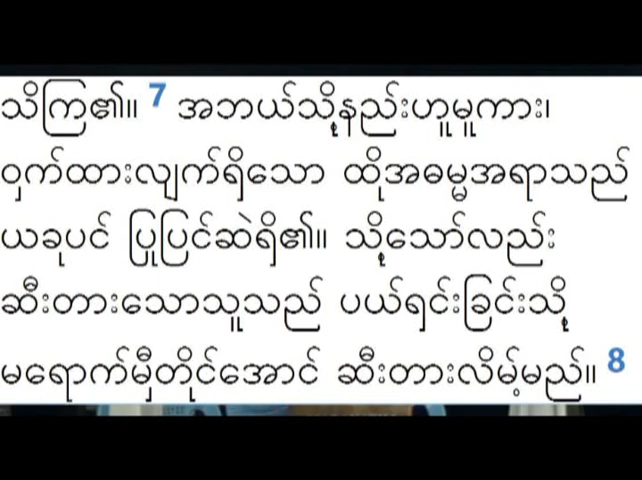 သိကြ၏။ 7 အဘယ်သို့နည်းဟူမူကား၊
ဝှက်ထားလျက်ရှိသော ထိုအဓမ္မအရာသည်
ယခုပင် ပြုပြင်ဆဲရှိ၏။ သို့သော်လည်း
ဆီးတားသောသူသည် ပယ်ရှင်းခြင်းသို့
မရောက်မှီတိုင်အောင် ဆီးတားလိမ့်မည်။ 8